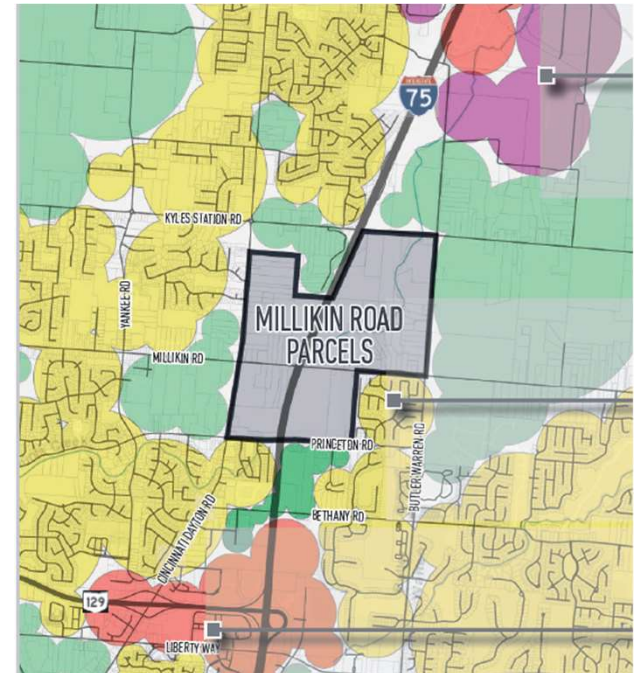 INTERSTATE
75
KYLES STATION RD
YANKEE RD
MILLIKIN ROAD
PARCELS
MILLIKIN RD
PRINCETON RD
BUTLER WARREN RD
CINCINNATI DAYTON RD
BETHANY RD
129
LIBERTY WAY